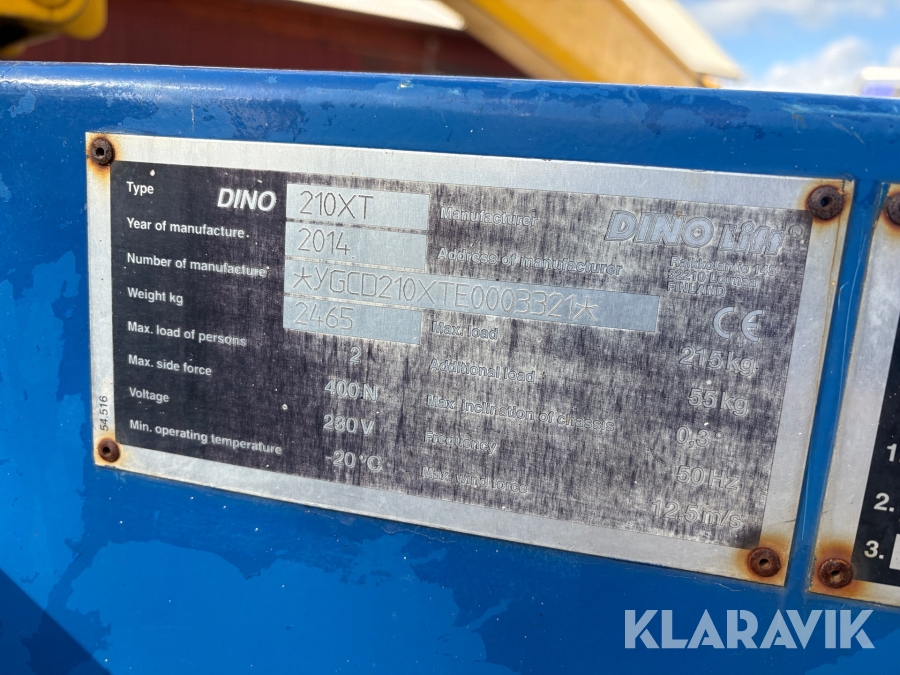 Type DINO 210XT
Year of manufacture. 2014
Number of manufacture *YGCD210XTE0003321*
Weight kg 2465
Max. load of persons 2
Max. side force 400 N
Voltage 230 V
Min. operating temperature -20 °C
54.516
Manufacturer DINO Lift®
Address of manufacturer
FINLAND
CE
Max. load 215 kg
Additional load 55 kg
Max. inclination of chassis 0,3 °
Frequency 50 HZ
Max. 12,5 m/s
1.
2.
3.
KLARAVIK